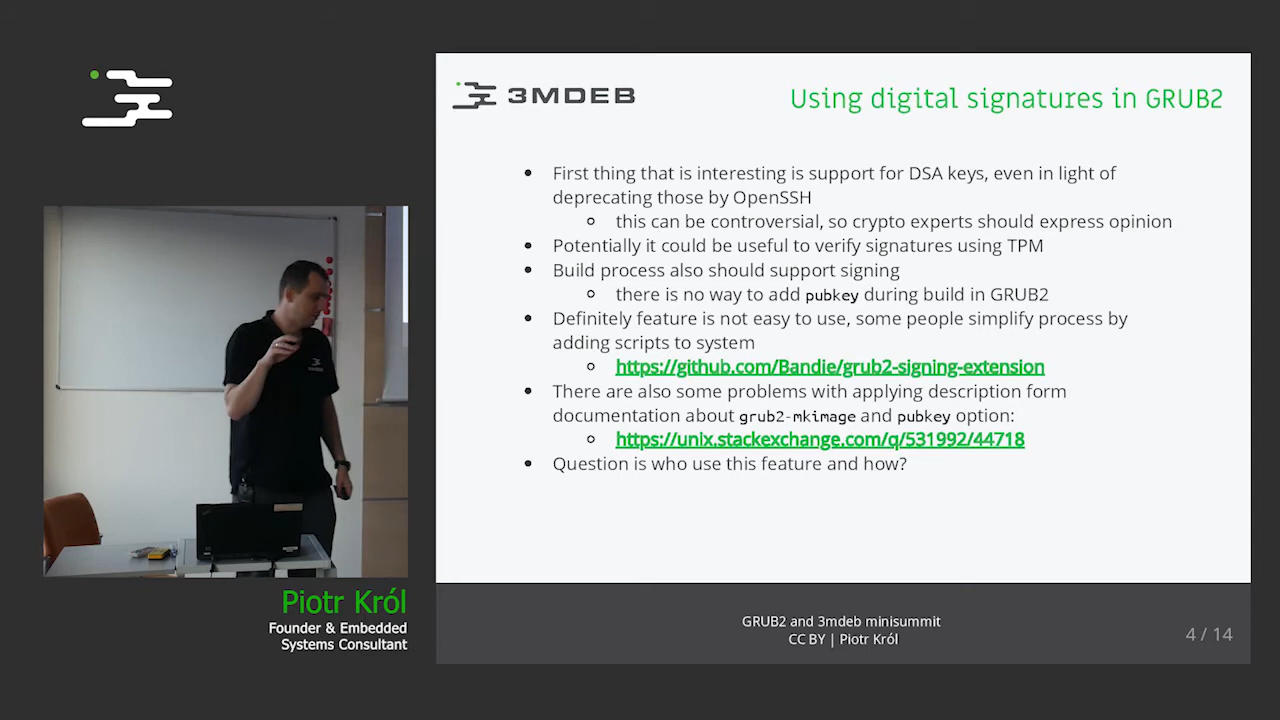 3MDEB
Using digital signatures in GRUB2
First thing that is interesting is support for DSA keys, even in light of
deprecating those by OpenSSH
this can be controversial, so crypto experts should express opinion
Potentially it could be useful to verify signatures using TPM
Build process also should support signing
there is no way to add pubkey during build in GRUB2
Definitely feature is not easy to use, some people simplify process by
adding scripts to system
https://github.com/Bandie/grub2-signing-extension
There are also some problems with applying description form
documentation about grub2-mkimage and pubkey option:
https://unix.stackexchange.com/q/531992/44718
Question is who use this feature and how?
Piotr Król
Founder & Embedded
Systems Consultant
GRUB2 and 3mdeb minisummit
CC BY | Piotr Król
4 / 14